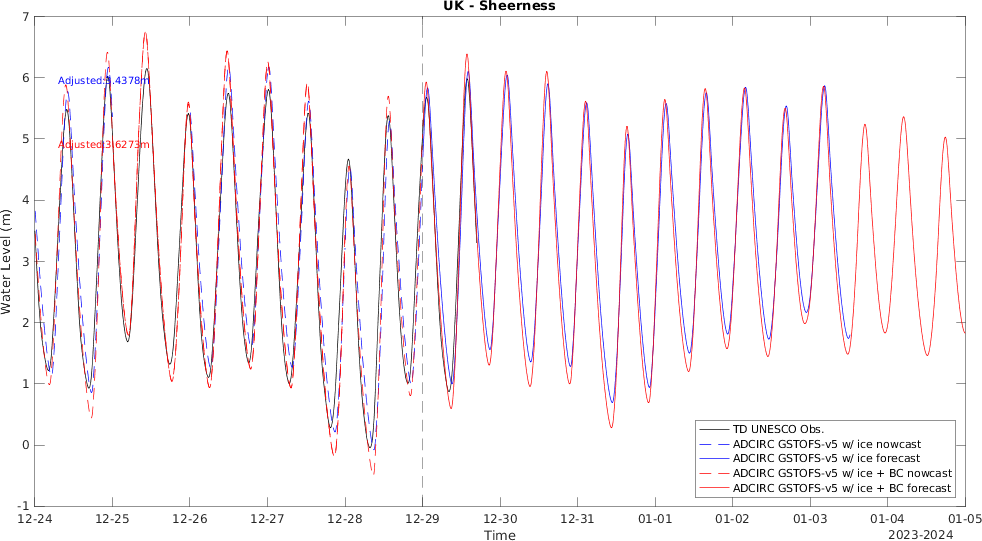 UK - Sheerness
7
6
5
4
3
2
1
0
-1
Water Level (m)
Adjusted:3.4378m
Adjusted:3.6273m
TD UNESCO Obs.
ADCIRC GSTOFS-v5 w/ ice nowcast
ADCIRC GSTOFS-v5 w/ ice forecast
ADCIRC GSTOFS-v5 w/ ice + BC nowcast
ADCIRC GSTOFS-v5 w/ ice + BC forecast
12-24 12-25 12-26 12-27 12-28 12-29 12-30 12-31 01-01 01-02 01-03 01-04 01-05
Time
2023-2024